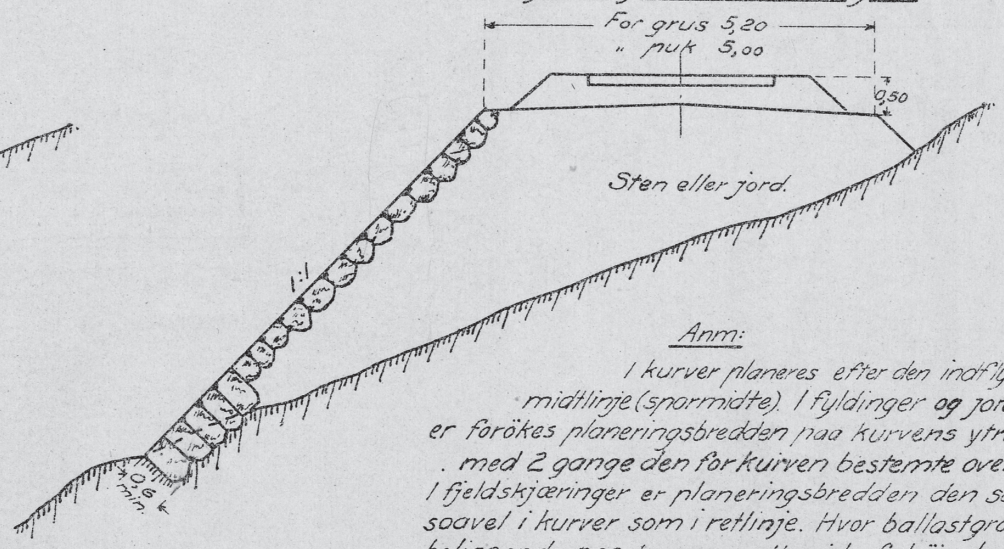 For grus 5,20
„ puk 5,00
0,50
Sten eller jord.
1:1
0,6
min.
Anm:
I kurver planeres efter den
midtlinje (spormidte). I fyldinger og
er forökes planeringsbredden paa kurvens
. med 2 gange den for kurven bestemte
I fjeldskjæringer er planeringsbredden den
saavel i kurver som i retlinje. Hvor